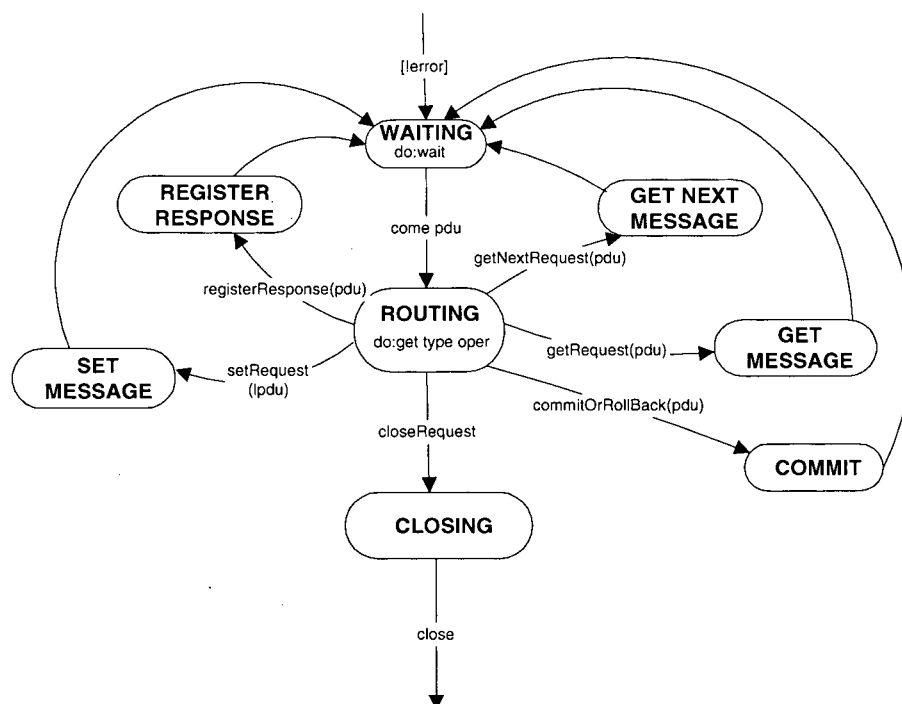 [!error]
WAITING
do:wait
REGISTER
RESPONSE
GET NEXT
MESSAGE
come pdu
getNextRequest(pdu)
registerResponse(pdu)
ROUTING
do:get type oper
GET
MESSAGE
getRequest(pdu)
SET
MESSAGE
setRequest
(lpdu)
commitOrRollBack(pdu)
closeRequest
COMMIT
CLOSING
close